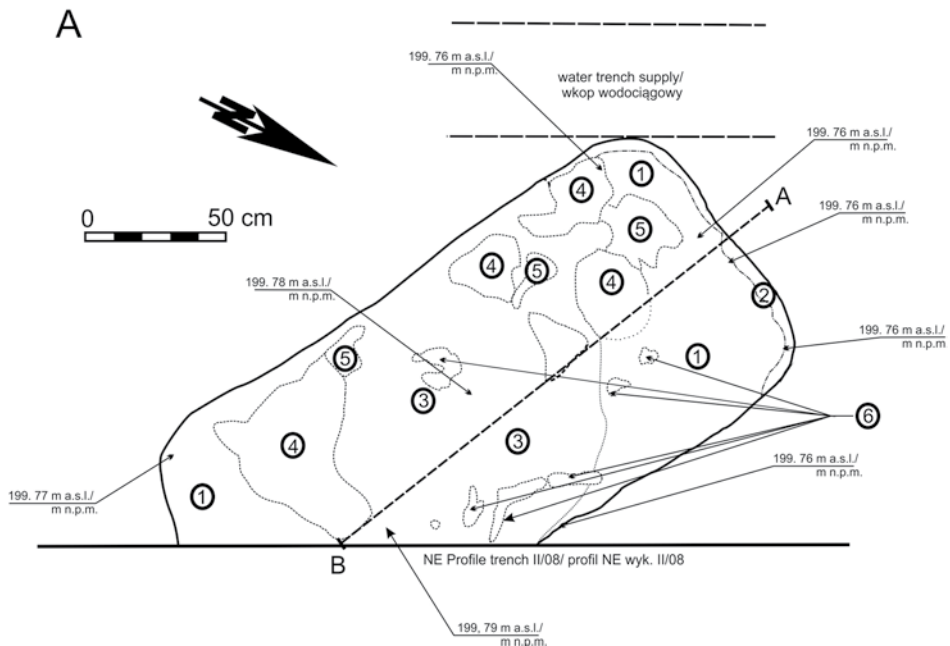 A
199. 76 m a.s.l./
m n.p.m.
water trench supply/
wkop wodociągowy
199. 76 m a.s.l./
m n.p.m.
0 50 cm
4
1
A
199. 76 m a.s.l./
m n.p.m.
5
4
5
4
199. 78 m a.s.l./
m n.p.m.
2
199. 76 m a.s.l./
m n.p.m.
5
1
3
6
4
3
199. 76 m a.s.l./
m n.p.m.
199. 77 m a.s.l./
m n.p.m.
1
B
NE Profile trench II/08/ profil NE wyk. II/08
199, 79 m a.s.l./
m n.p.m.